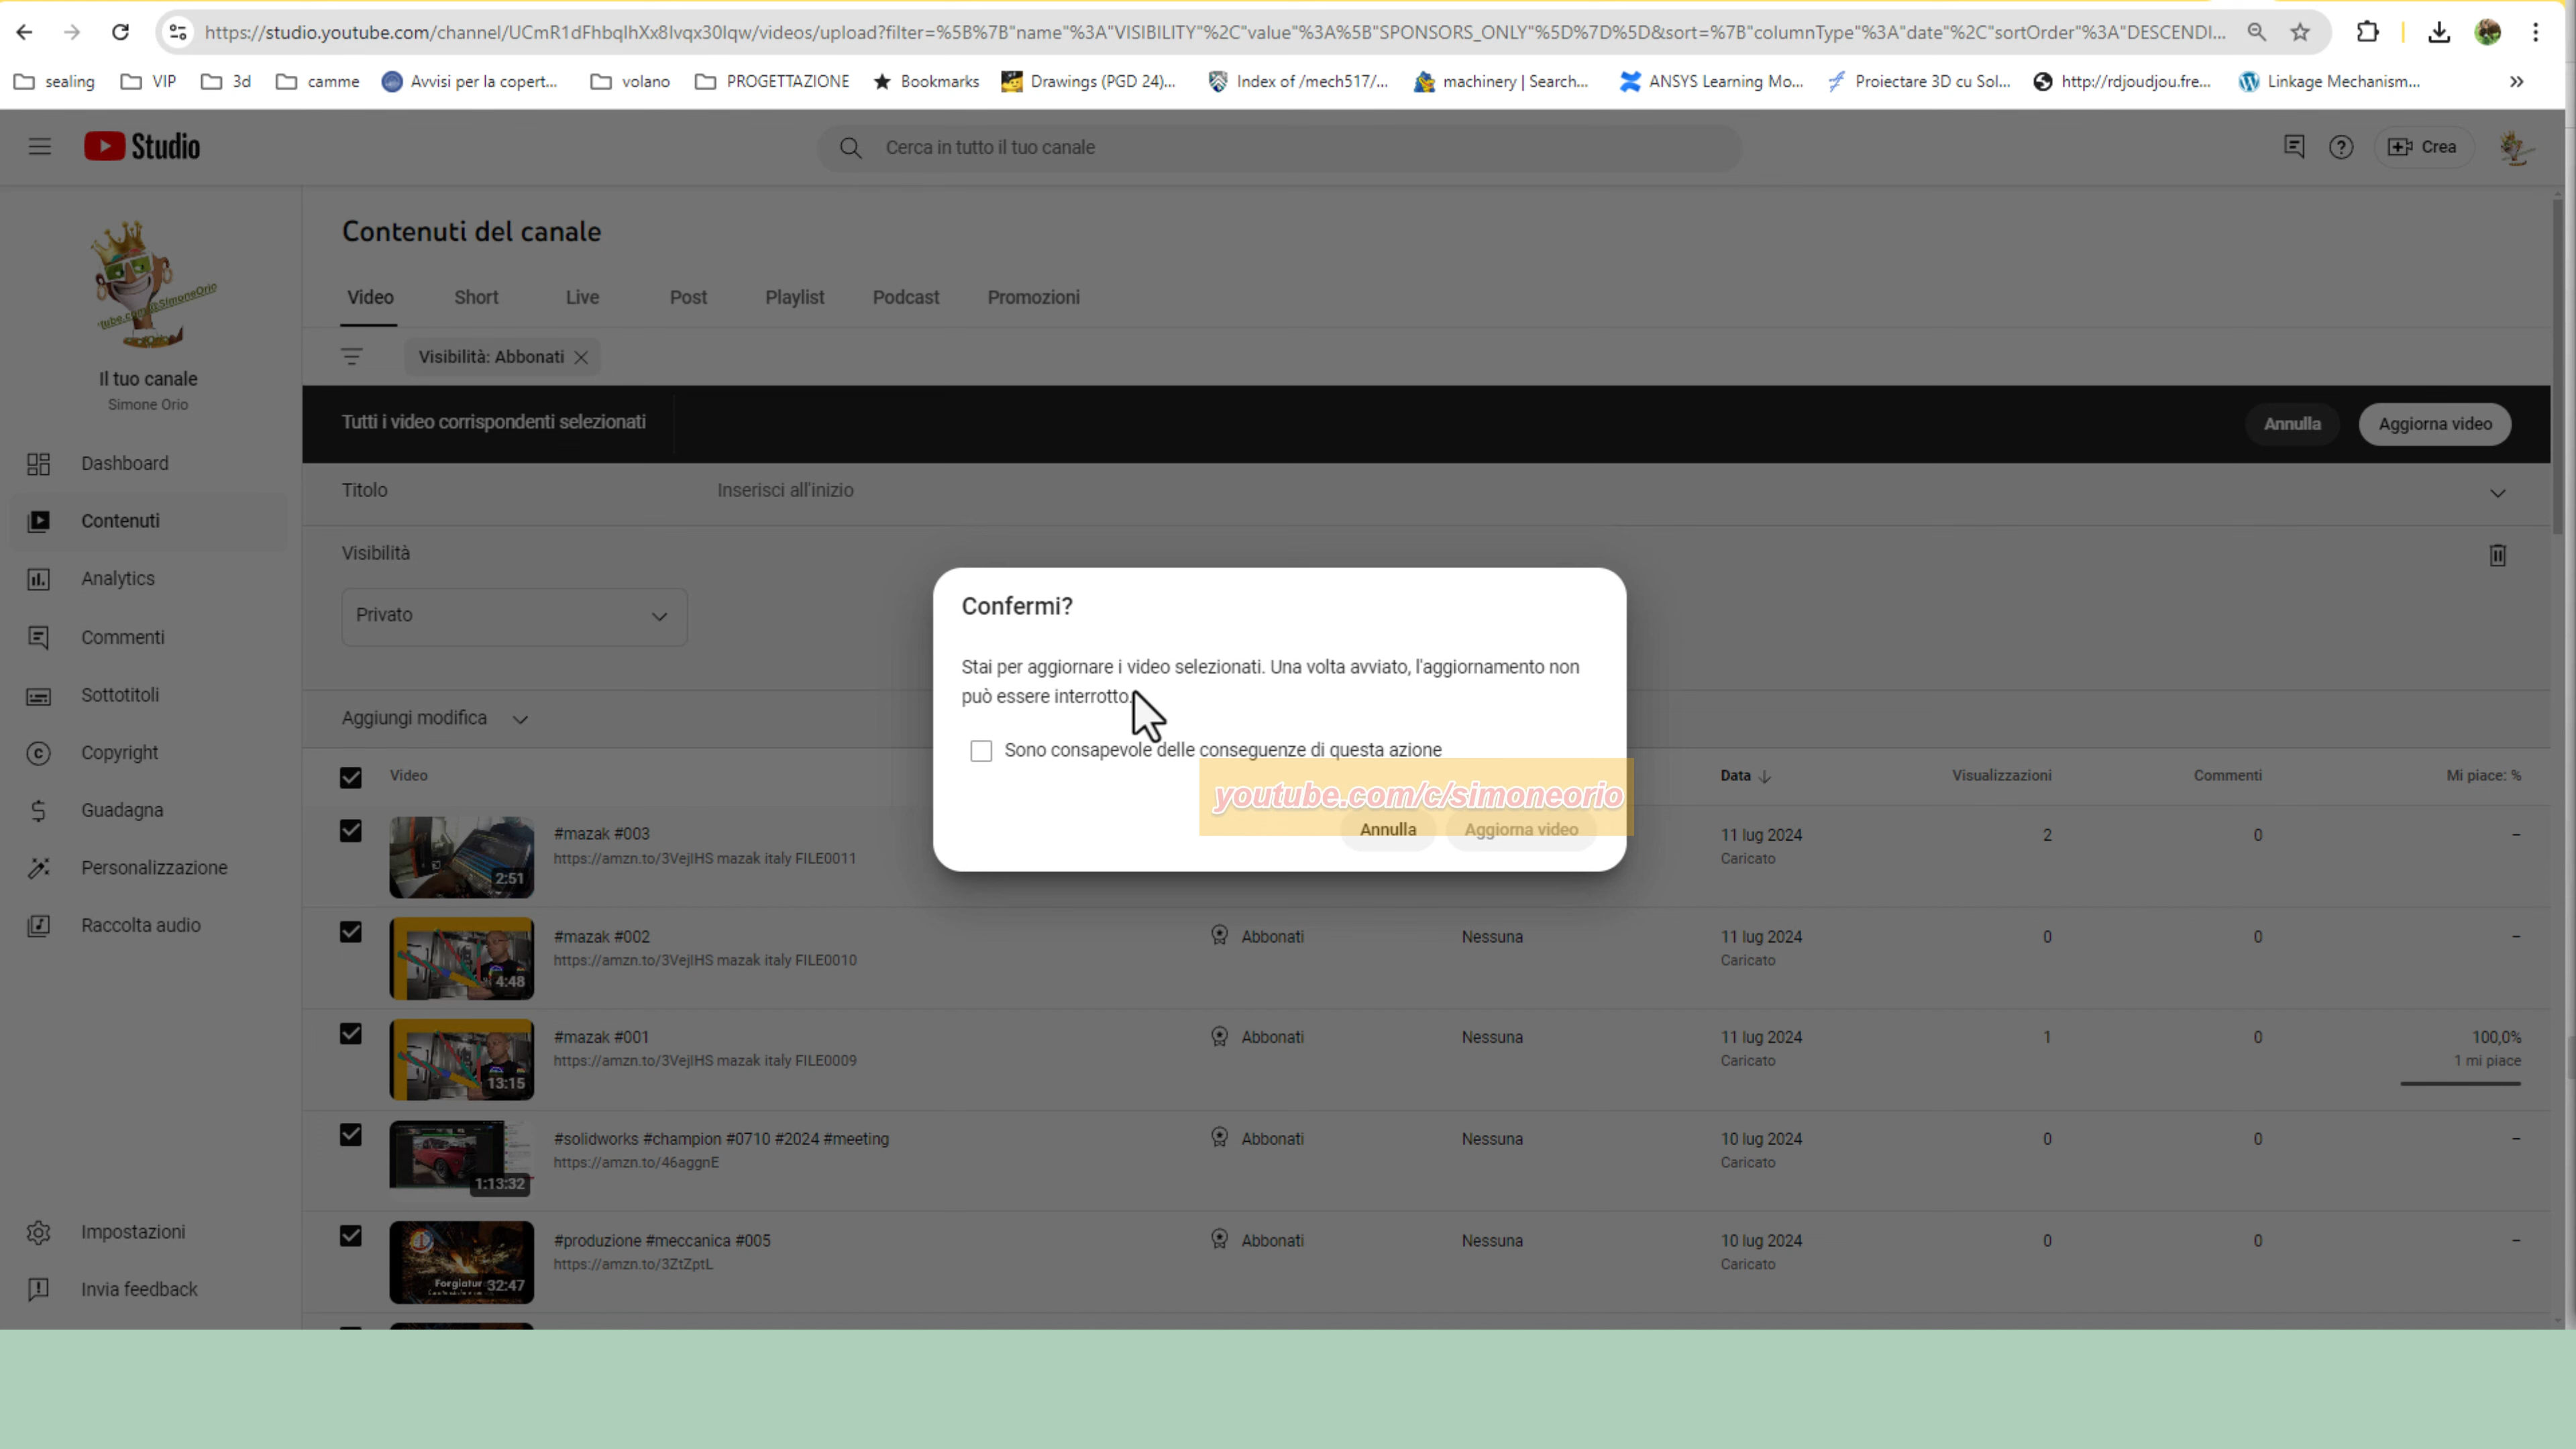 https://studio.youtube.com/channel/UCmR1dFhbqlhXx8lvqx30Iqw/videos/upload?filter=%5B%7B"name"%3A"VISIBILITY"%2C"value"%3A%5B"SPONSORS_ONLY"%5D%7D%5D&sort=%7B"columnType"%3A"date"%2C"sortOrder"%3A"DESCENDI...
sealing VIP 3d camme Avvisi per la copert... volano PROGETTAZIONE Bookmarks Drawings (PGD 24)... Index of /mech517/... machinery | Search... ANSYS Learning Mo... Proiectare 3D cu Sol... http://rdjoudjou.fre... Linkage Mechanism... »
Studio
Cerca in tutto il tuo canale
Crea
Contenuti del canale
Video Short Live Post Playlist Podcast Promozioni
Visibilità: Abbonati
Il tuo canale
Simone Orio
Tutti i video corrispondenti selezionati
Annulla
Aggiorna video
Dashboard
Contenuti
Analytics
Commenti
Sottotitoli
Copyright
Guadagna
Personalizzazione
Raccolta audio
Impostazioni
Invia feedback
Titolo Inserisci all'inizio
Visibilità
Privato
Aggiungi modifica
Confermi?
Stai per aggiornare i video selezionati. Una volta avviato, l'aggiornamento non
può essere interrotto.
Sono consapevole delle conseguenze di questa azione
youtube.com/c/simoneorio
Annulla Aggiorna video
Video Data Visualizzazioni Commenti Mi piace: %
#mazak #003 11 lug 2024 2 0 –
https://amzn.to/3VejIHS mazak italy FILE0011 Caricato
2:51
#mazak #002 Abbonati Nessuna 11 lug 2024 0 0 –
https://amzn.to/3VejIHS mazak italy FILE0010 Caricato
4:48
#mazak #001 Abbonati Nessuna 11 lug 2024 1 0 100,0%
https://amzn.to/3VejIHS mazak italy FILE0009 Caricato 1 mi piace
13:15
#solidworks #champion #0710 #2024 #meeting Abbonati Nessuna 10 lug 2024 0 0 –
https://amzn.to/46aggnE Caricato
1:13:32
#produzione #meccanica #005 Abbonati Nessuna 10 lug 2024 0 0 –
https://amzn.to/3ZtZptL Caricato
Forgiatur 32:47